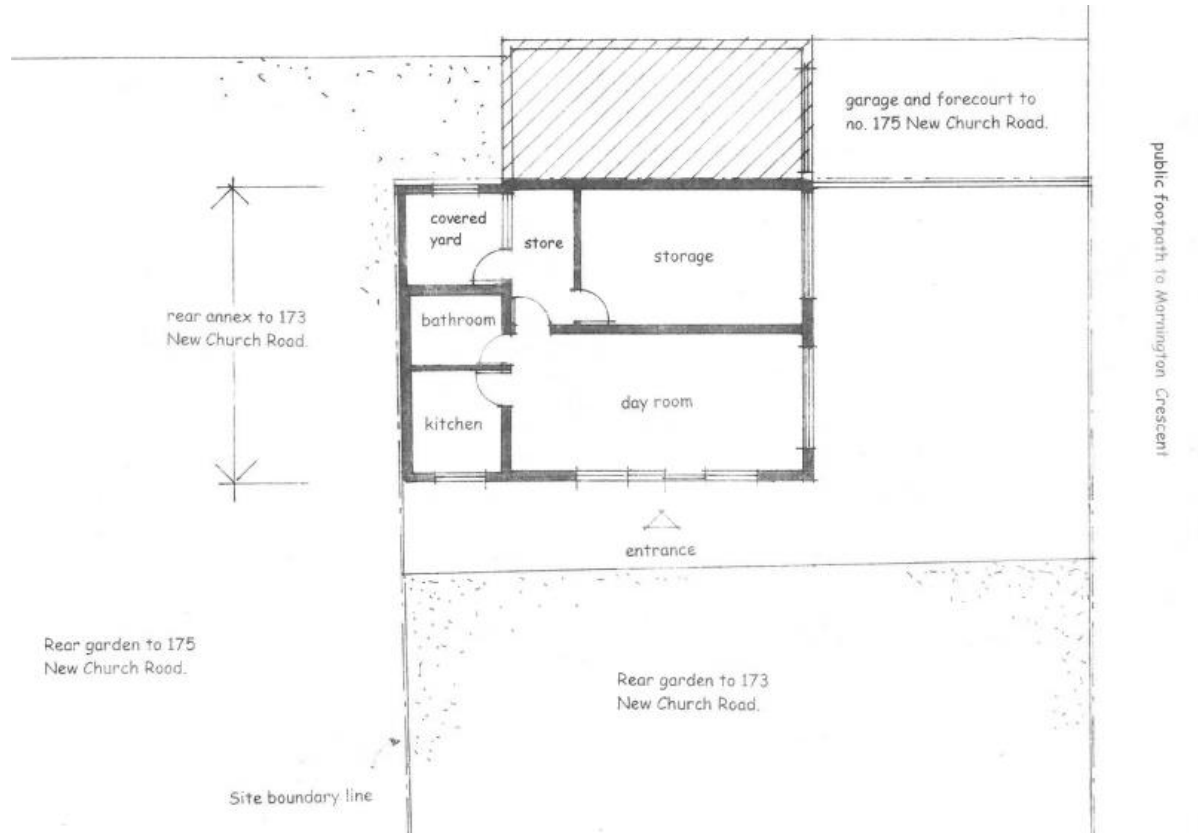 garage and forecourt to
no. 175 New Church Road.
public footpath to Mornington Crescent
covered
yard
store
storage
rear annex to 173
New Church Road.
bathroom
day room
kitchen
entrance
Rear garden to 175
New Church Road.
Rear garden to 173
New Church Road.
Site boundary line